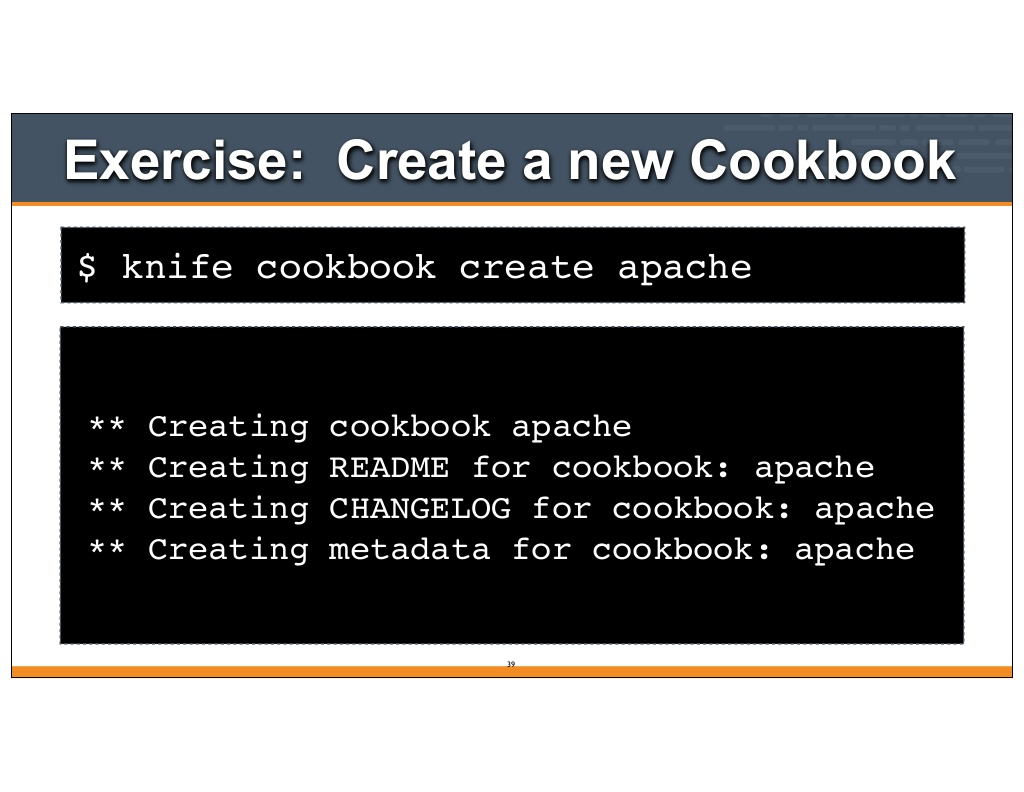 Exercise: Create a new Cookbook
$ knife cookbook create apache
** Creating cookbook apache
** Creating README for cookbook: apache
** Creating CHANGELOG for cookbook: apache
** Creating metadata for cookbook: apache
39